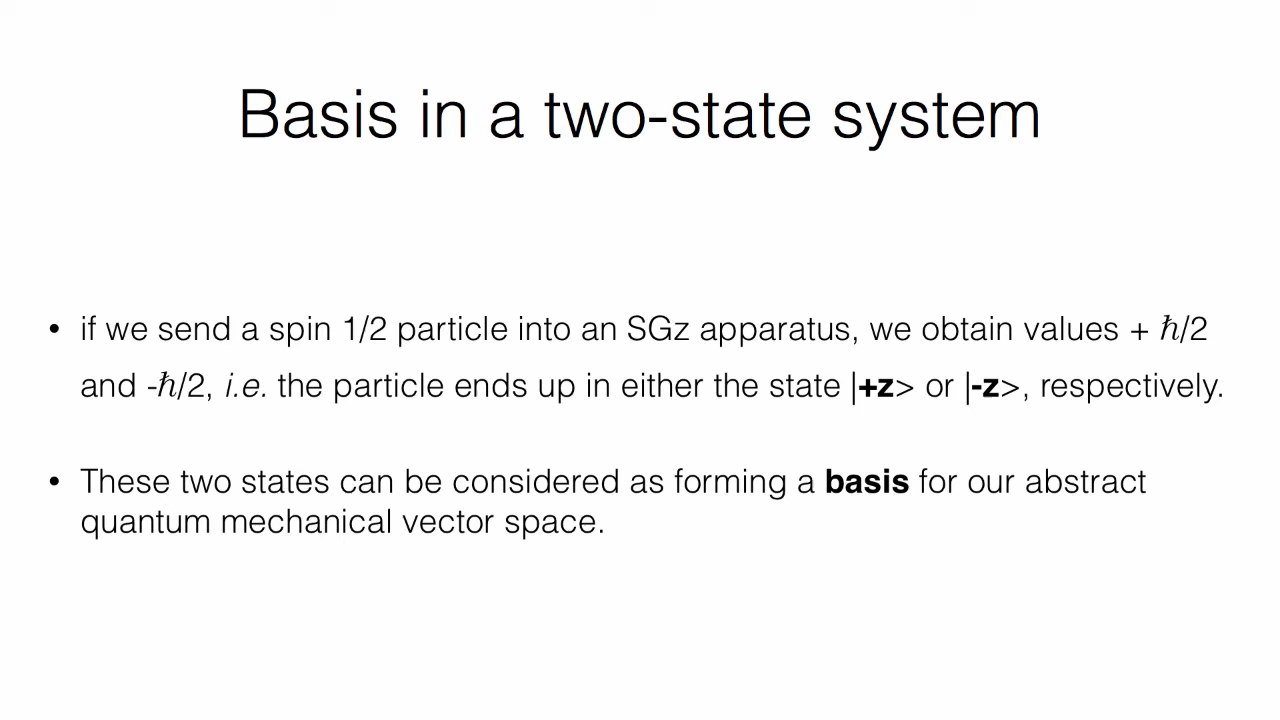 Basis in a two-state system
• if we send a spin 1/2 particle into an SGz apparatus, we obtain values + ℏ/2
and -ℏ/2, i.e. the particle ends up in either the state |+z> or |-z>, respectively.
• These two states can be considered as forming a basis for our abstract
quantum mechanical vector space.